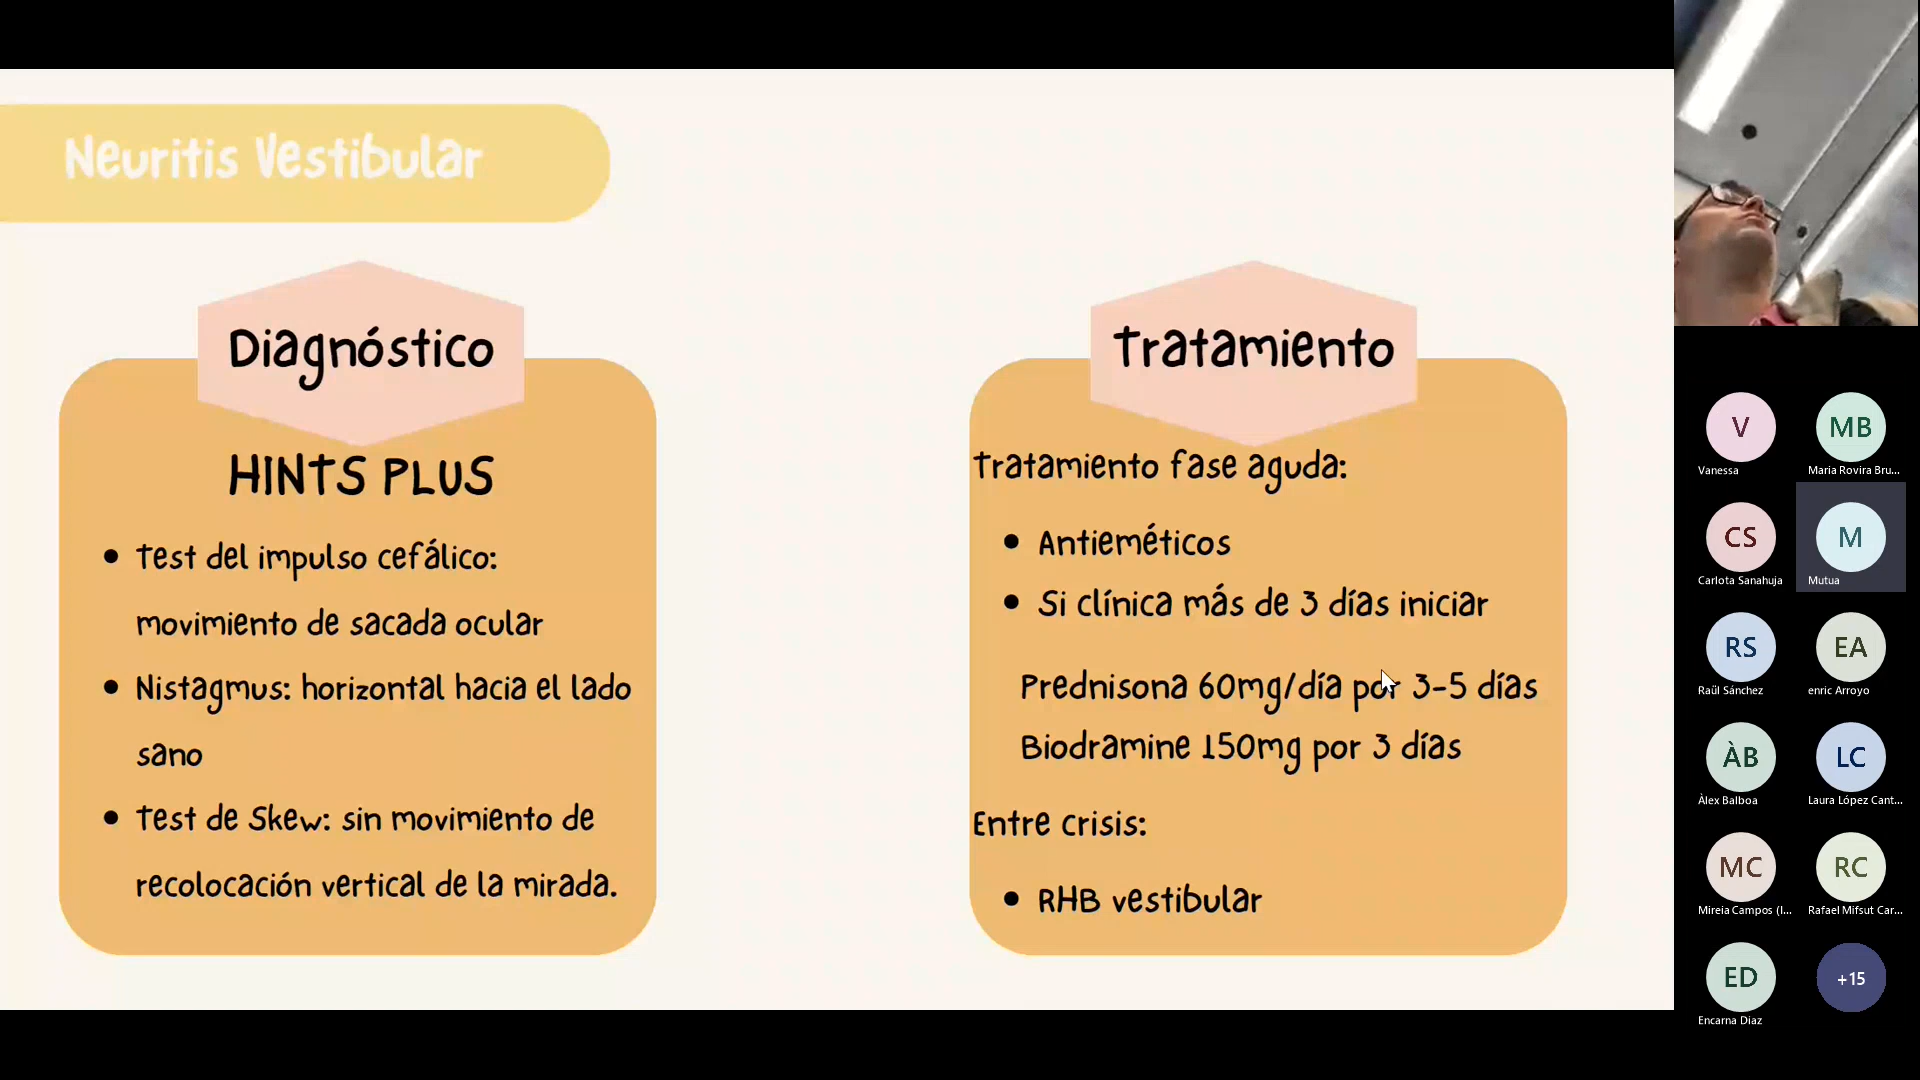 Neuritis Vestibular
Diagnóstico
HINTS PLUS
• Test del impulso cefálico:
movimiento de sacada ocular
• Nistagmus: horizontal hacia el lado
sano
• Test de Skew: sin movimiento de
recolocación vertical de la mirada.
Tratamiento
Tratamiento fase aguda:
• Antieméticos
• Si clínica más de 3 días iniciar
Prednisona 60mg/día por 3-5 días
Biodramine 150mg por 3 días
Entre crisis:
• RHB vestibular
V
Vanessa
MB
Maria Rovira Bru...
CS
Carlota Sanahuja
M
Mutua
RS
Raül Sánchez
EA
enric Arroyo
ÀB
Àlex Balboa
LC
Laura López Cant...
MC
Mireia Campos (I...
RC
Rafael Mifsut Car...
ED
Encarna Diaz
+15